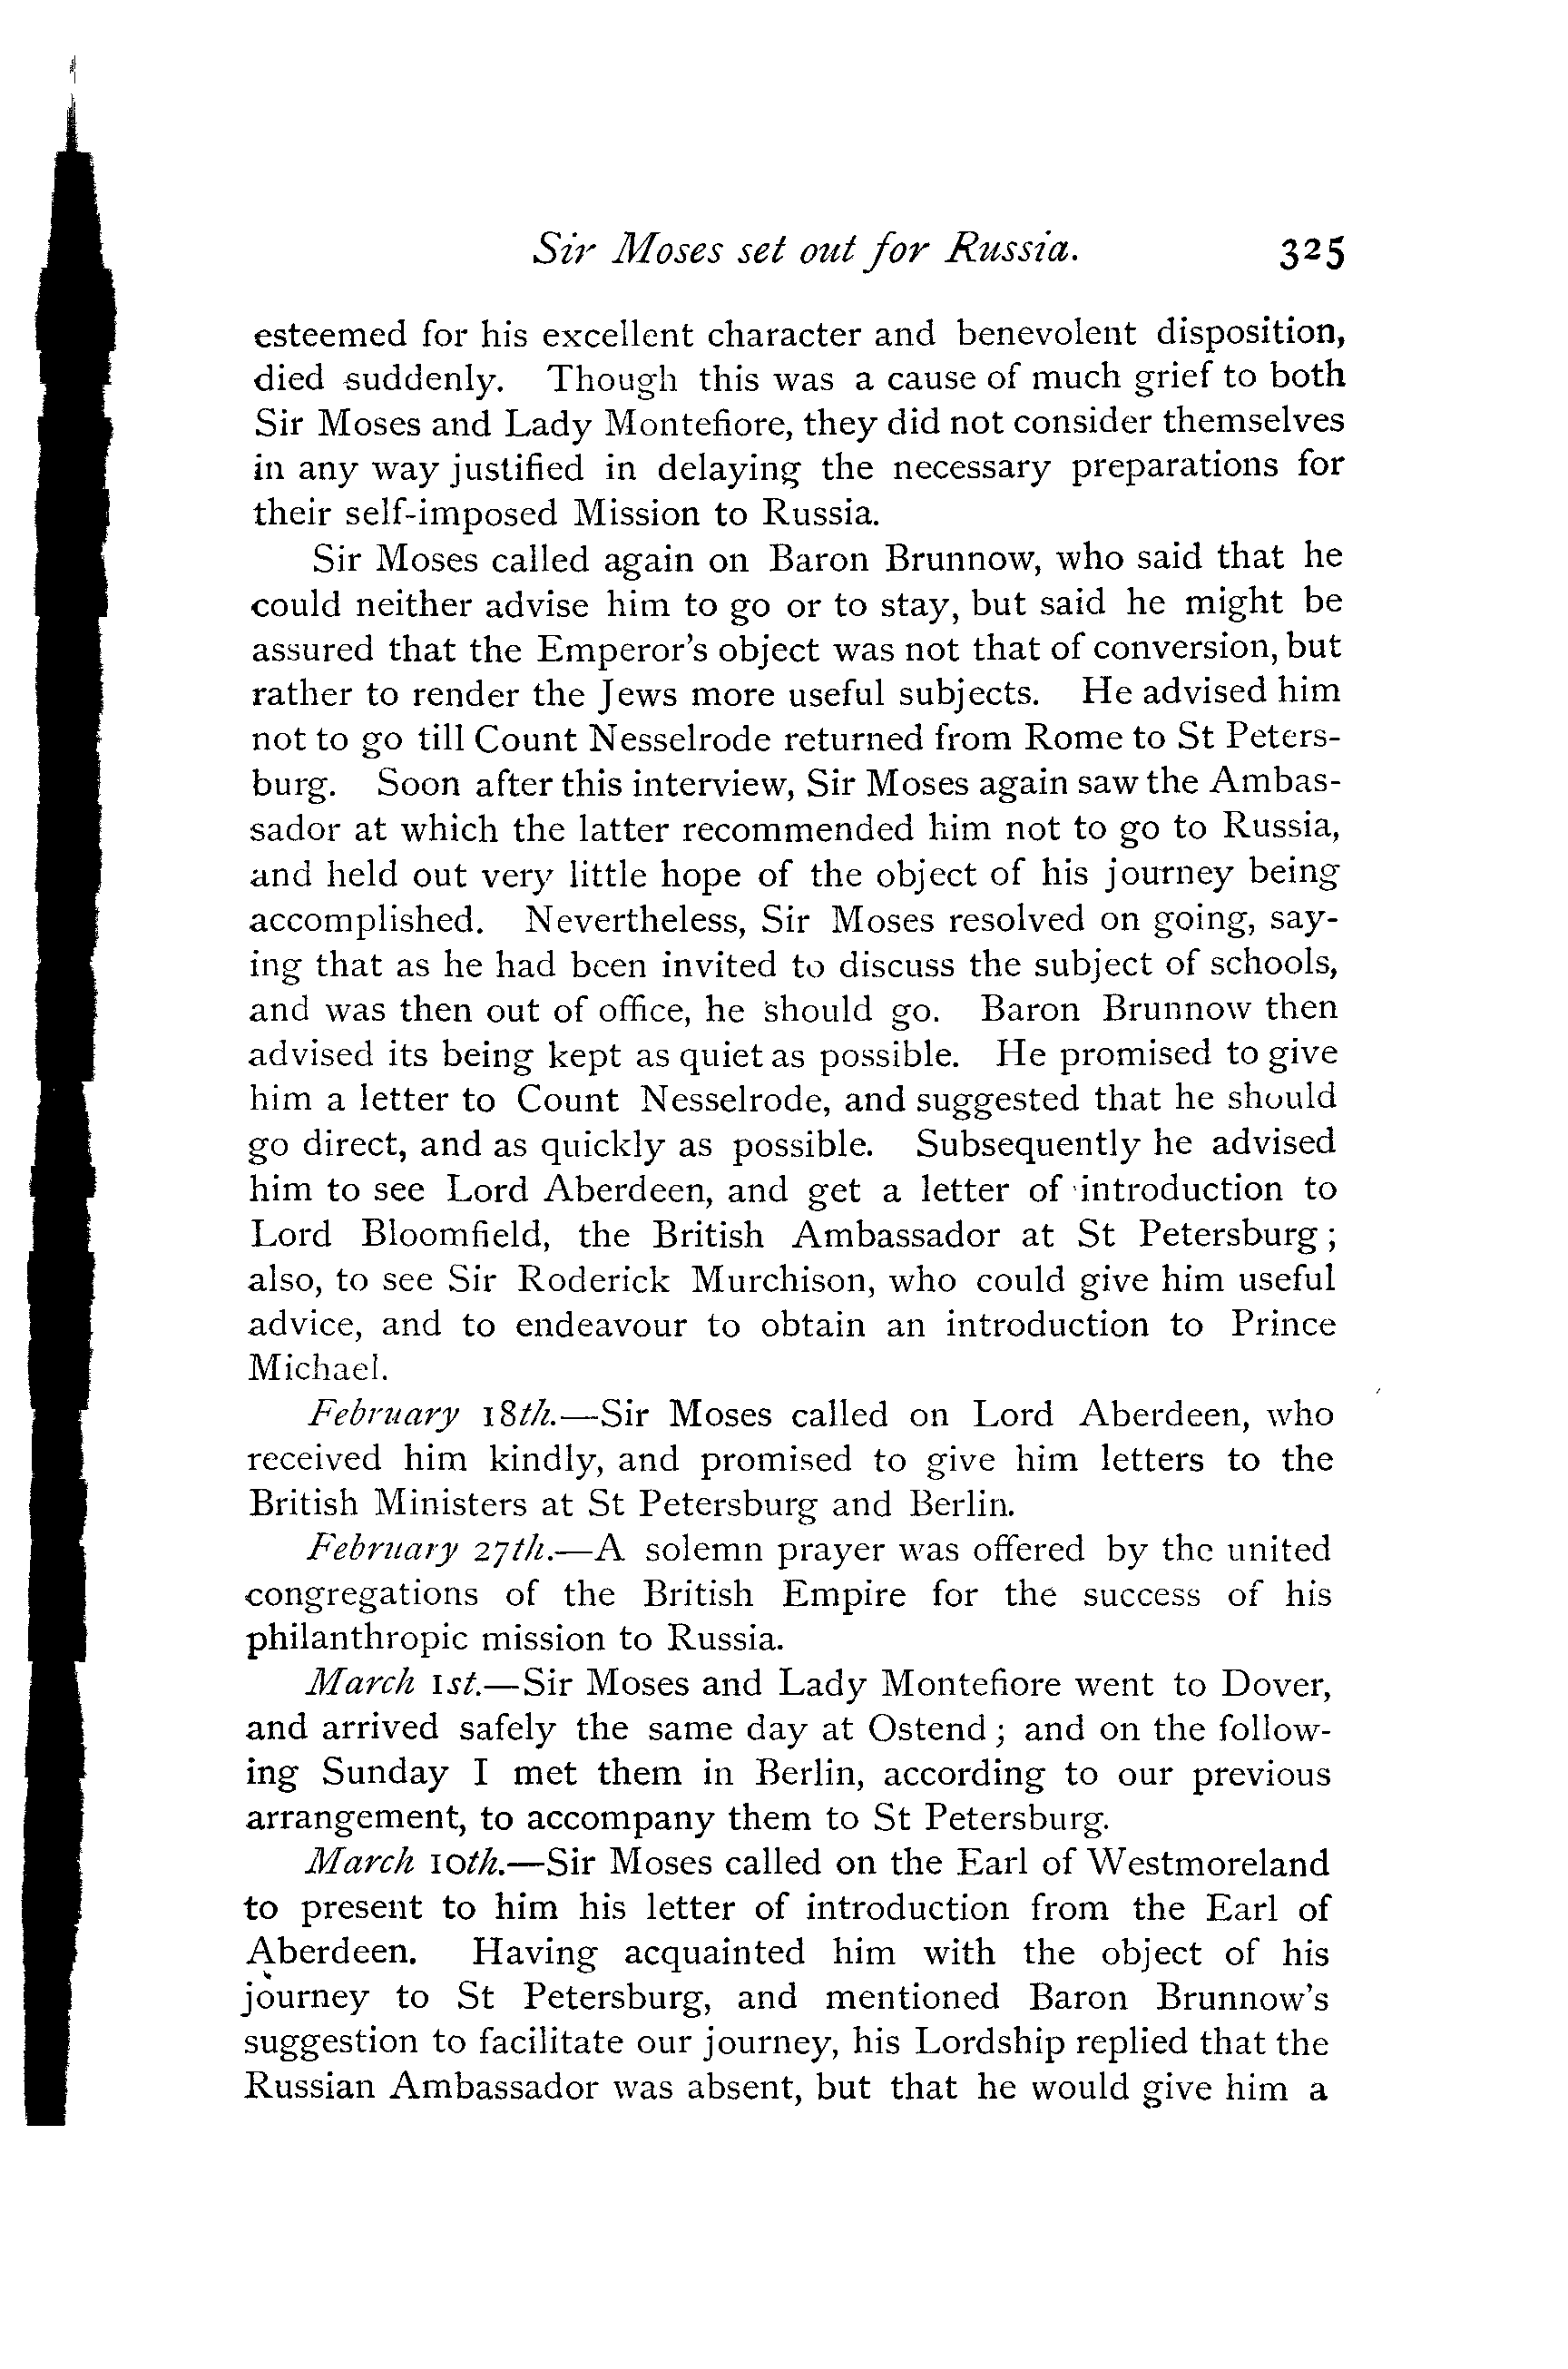 Sir Moses set out for Russia. 325
esteemed for his excellent character and benevolent disposition,
died suddenly. Though this was a cause of much grief to both
Sir Moses and Lady Montefiore, they did not consider themselves
in any way justified in delaying the necessary preparations for
their self-imposed Mission to Russia.
Sir Moses called again on Baron Brunnow, who said that he
could neither advise him to go or to stay, but said he might be
assured that the Emperor's object was not that of conversion, but
rather to render the Jews more useful subjects. He advised him
not to go till Count Nesselrode returned from Rome to St Peters-
burg. Soon after this interview, Sir Moses again saw the Ambas-
sador at which the latter recommended him not to go to Russia,
and held out very little hope of the object of his journey being
accomplished. Nevertheless, Sir Moses resolved on going, say-
ing that as he had been invited to discuss the subject of schools,
and was then out of office, he should go. Baron Brunnow then
advised its being kept as quiet as possible. He promised to give
him a letter to Count Nesselrode, and suggested that he should
go direct, and as quickly as possible. Subsequently he advised
him to see Lord Aberdeen, and get a letter of introduction to
Lord Bloomfield, the British Ambassador at St Petersburg;
also, to see Sir Roderick Murchison, who could give him useful
advice, and to endeavour to obtain an introduction to Prince
Michael.
February 18th.—Sir Moses called on Lord Aberdeen, who
received him kindly, and promised to give him letters to the
British Ministers at St Petersburg and Berlin.
February 27th.—A solemn prayer was offered by the united
congregations of the British Empire for the success of his
philanthropic mission to Russia.
March 1st.—Sir Moses and Lady Montefiore went to Dover,
and arrived safely the same day at Ostend; and on the follow-
ing Sunday I met them in Berlin, according to our previous
arrangement, to accompany them to St Petersburg.
March 10th.—Sir Moses called on the Earl of Westmoreland
to present to him his letter of introduction from the Earl of
Aberdeen. Having acquainted him with the object of his
journey to St Petersburg, and mentioned Baron Brunnow's
suggestion to facilitate our journey, his Lordship replied that the
Russian Ambassador was absent, but that he would give him a